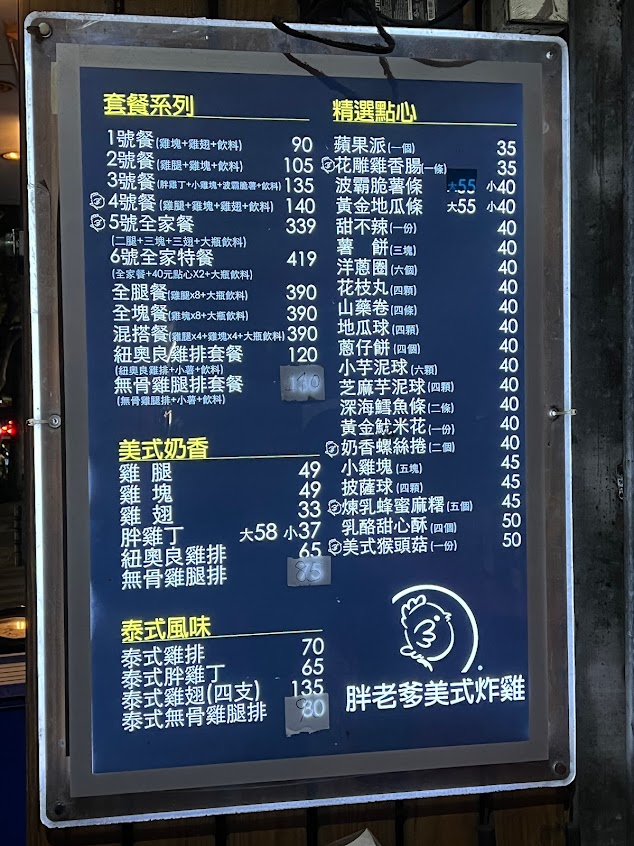 套餐系列
1號餐(雞塊+雞翅+飲料) 90
2號餐(雞腿+雞塊+飲料) 105
3號餐(胖雞丁+小雞塊+波霸脆薯+飲料) 135
4號餐(雞腿+雞塊+雞翅+飲料) 140
5號全家餐 339
(二腿+三塊+三翅+大瓶飲料)
6號全家特餐 419
(全家餐+40元點心X2+大瓶飲料)
全腿餐(雞腿x8+大瓶飲料) 390
全塊餐(雞塊x8+大瓶飲料) 390
混搭餐(雞腿x4+雞塊x4+大瓶飲料) 390
紐奧良雞排套餐 120
(紐奧良雞排+小薯+飲料)
無骨雞腿排套餐
(無骨雞腿排+小薯+飲料)
美式奶香
雞腿 49
雞塊 49
雞翅 33
胖雞丁 大58 小37
紐奧良雞排 65
無骨雞腿排
泰式風味
泰式雞排 70
泰式胖雞丁 65
泰式雞翅(四支) 135
泰式無骨雞腿排
精選點心
蘋果派(一個) 35
花雕雞香腸(一條) 35
波霸脆薯條 大55 小40
黃金地瓜條 大55 小40
甜不辣(一份) 40
薯餅(三塊) 40
洋蔥圈(六個) 40
花枝丸(四顆) 40
山藥卷(四條) 40
地瓜球(四顆) 40
蔥仔餅(四個) 40
小芋泥球(六顆) 40
芝麻芋泥球(四顆) 40
深海鱈魚條(二條) 40
黃金魷米花(一份) 40
奶香螺絲捲(二個) 40
小雞塊(五塊) 45
披薩球(四顆) 45
煉乳蜂蜜麻糬(五個) 45
乳酪甜心酥(四個) 50
美式猴頭菇(一份) 50
胖老爹美式炸雞